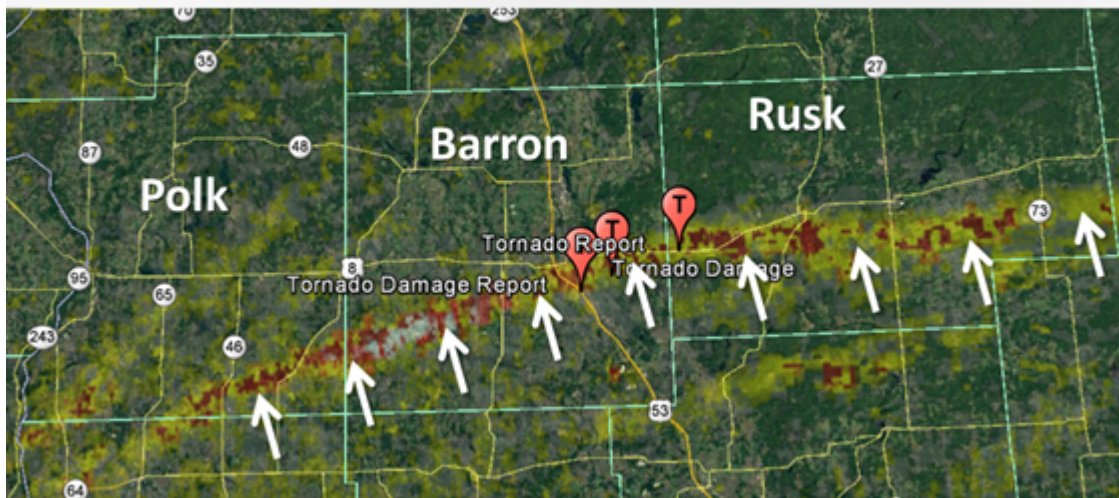 70
253
35
27
Rusk
Barron
87
48
Polk
T
T
73
Tornado Report
8
Tornado Damage
95
Tornado Damage Report
65
243
46
53
64